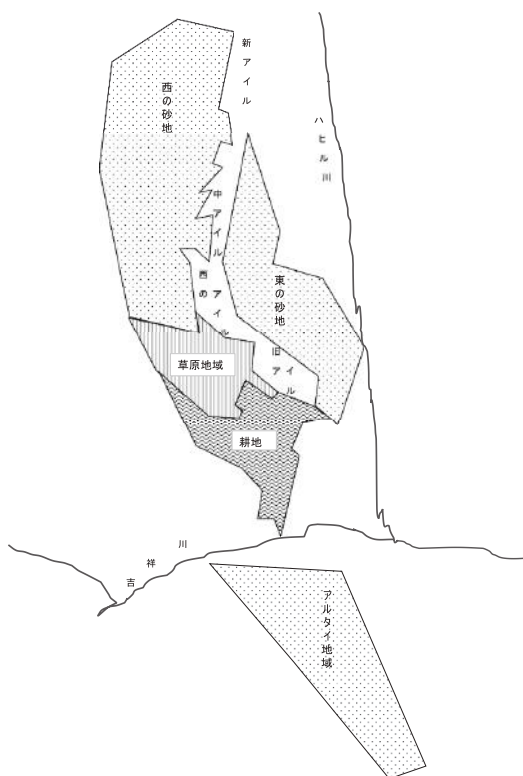 新アイル
西の砂地
ハヒル川
中アイル
西のアイル
東の砂地
旧アイル
草原地域
耕地
吉祥川
アルタイ地域